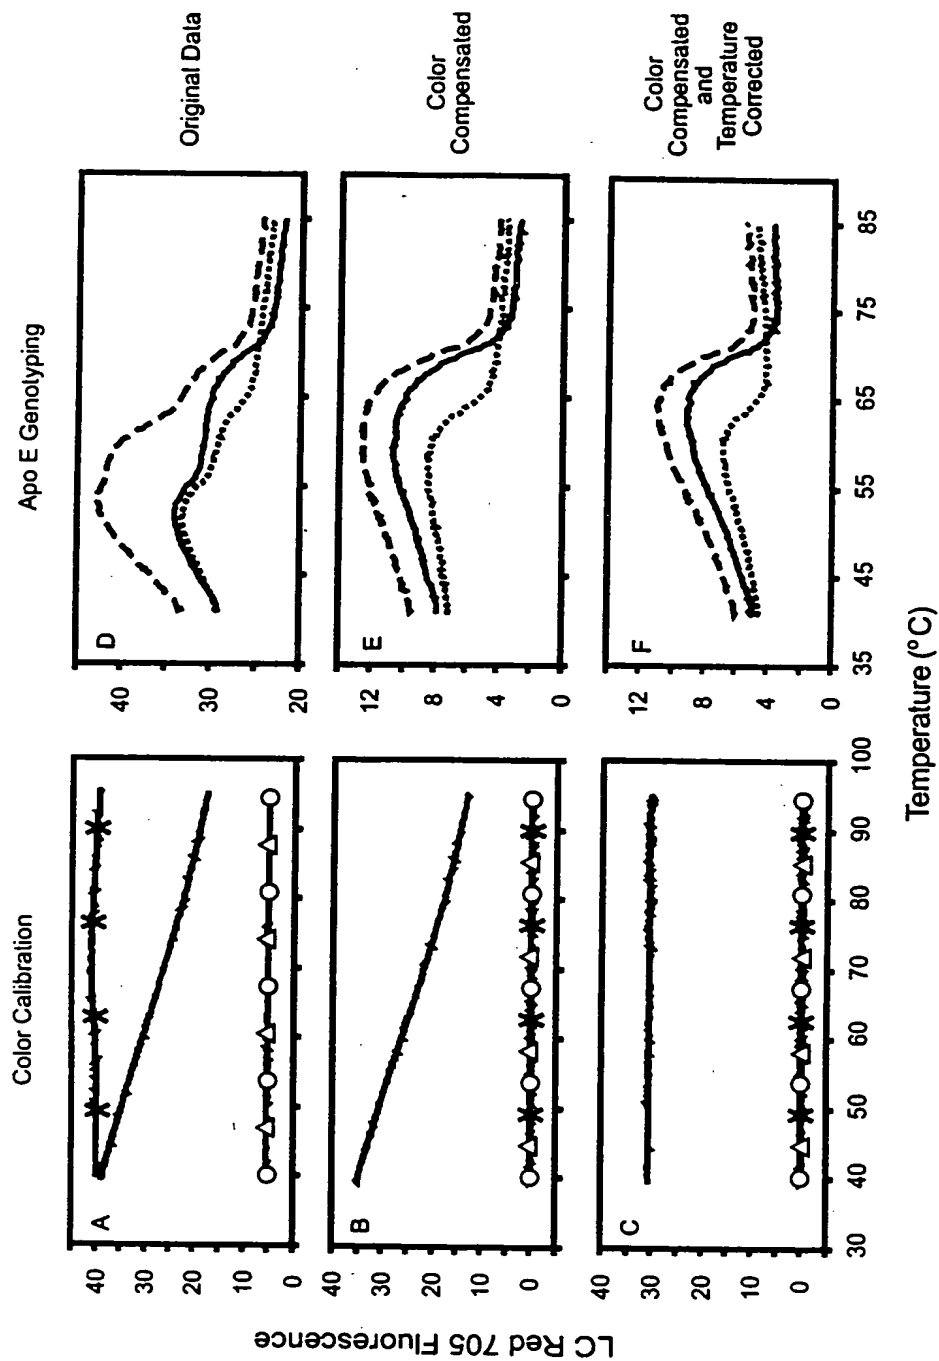 Color Calibration
Apo E Genolyping
A
40
30
20
10
0
D
40
30
20
Original Data
B
40
30
20
10
0
E
12
8
4
0
Color
Compensated
C
40
30
20
10
0
30 40 50 60 70 80 90 100
F
12
8
4
0
35 45 55 65 75 85
Color
Compensated
and
Temperature
Corrected
LC Red 705 Fluorescence
Temperature (ºC)